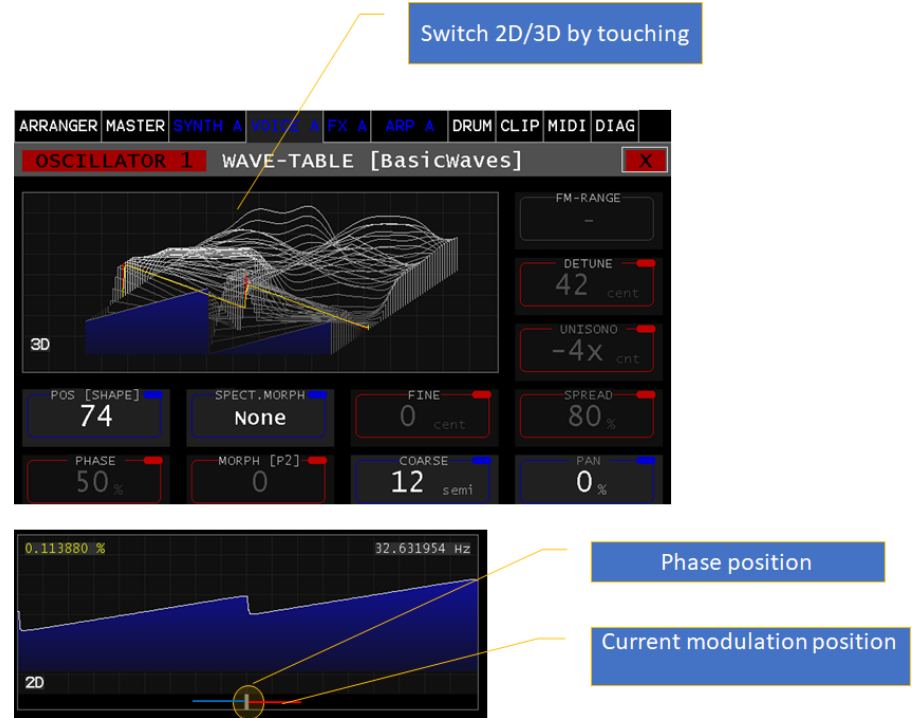 Switch 2D/3D by touching
ARRANGER MASTER SYNTH A VOICE A FX A ARP A DRUM CLIP MIDI DIAG
OSCILLATOR 1 WAVE-TABLE [BasicWaves] X
FM-RANGE
-
DETUNE
42 cent
UNISONO
-4x cnt
3D
POS [SHAPE] SPECT.MORPH FINE SPREAD
74 None 0 cent 80 %
PHASE MORPH [P2] COARSE PAN
50 % 0 12 semi 0 %
0.113880 % 32.631954 Hz
Phase position
Current modulation position
2D